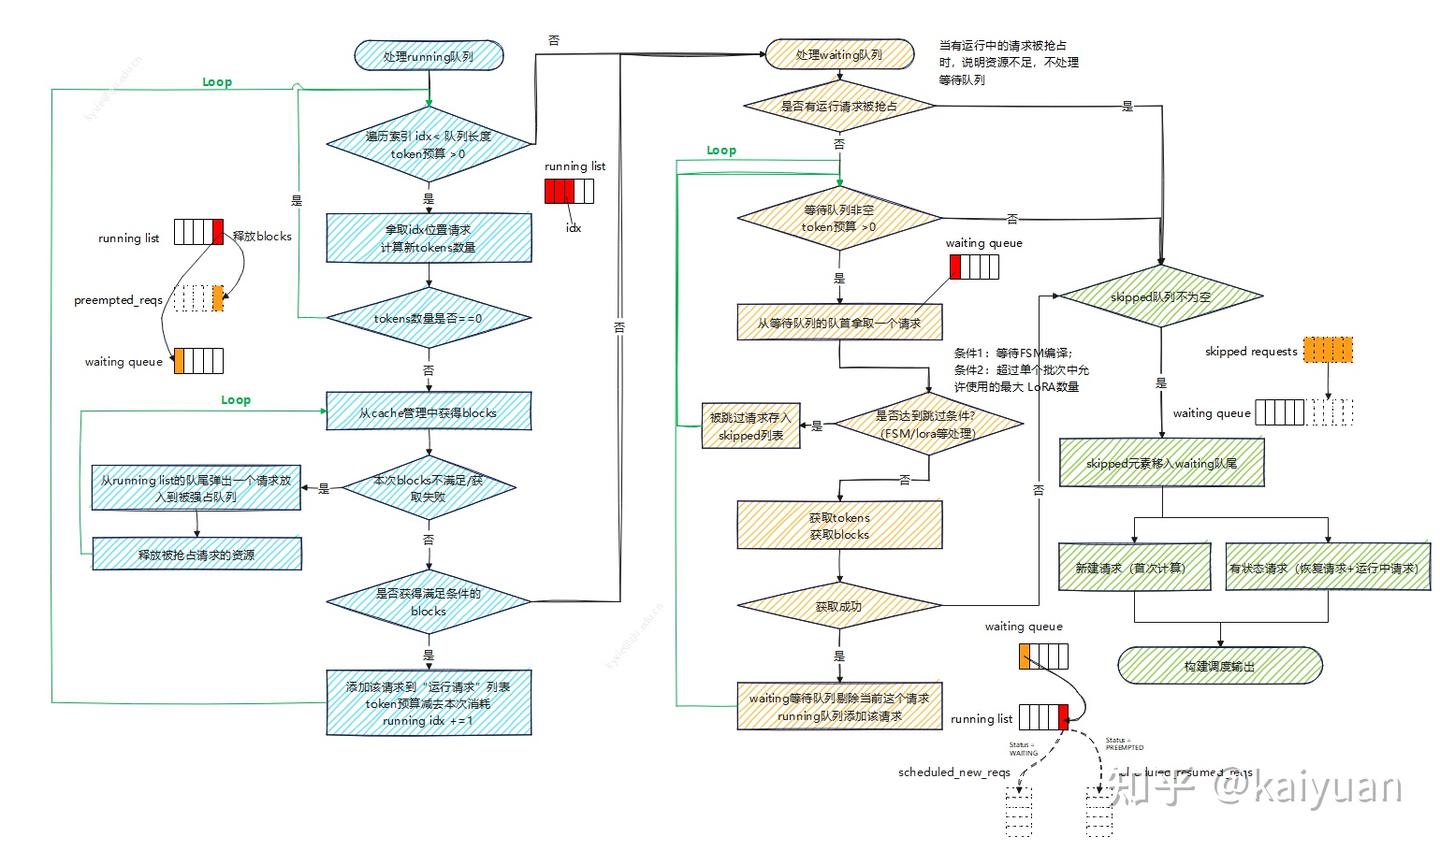 处理running队列
Loop
遍历索引 idx< 队列长度
token预算 >0
否
是
running list
idx
拿取idx位置请求
计算新tokens数量
是
running list
释放blocks
preempted_reqs
waiting queue
tokens数量是否==0
否
Loop
从cache管理中获得blocks
本次blocks不满足/获
取失败
是
从running list的队尾弹出一个请求放
入到被强占队列
释放被抢占请求的资源
否
是否获得满足条件的
blocks
否
是
添加该请求到“运行请求”列表
token预算减去本次消耗
running idx +=1
处理waiting队列
当有运行中的请求被抢占
时，说明资源不足，不处理
等待队列
是否有运行请求被抢占
是
否
Loop
等待队列非空
token预算 >0
否
waiting queue
是
从等待队列的队首拿取一个请求
条件1：等待FSM编译；
条件2：超过单个批次中允
许使用的最大 LoRA数量
是否达到跳过条件?
(FSM/lora等处理)
是
被跳过请求存入
skipped列表
否
获取tokens
获取blocks
获取成功
否
是
waiting等待队列剔除当前这个请求
running队列添加该请求
waiting queue
running list
Status =
WAITING
Status =
PREEMPTED
scheduled_new_reqs
skipped队列不为空
skipped requests
waiting queue
是
skipped元素移入waiting队尾
新建请求（首次计算）
有状态请求（恢复请求+运行中请求）
构建调度输出
知乎 @kaiyuan